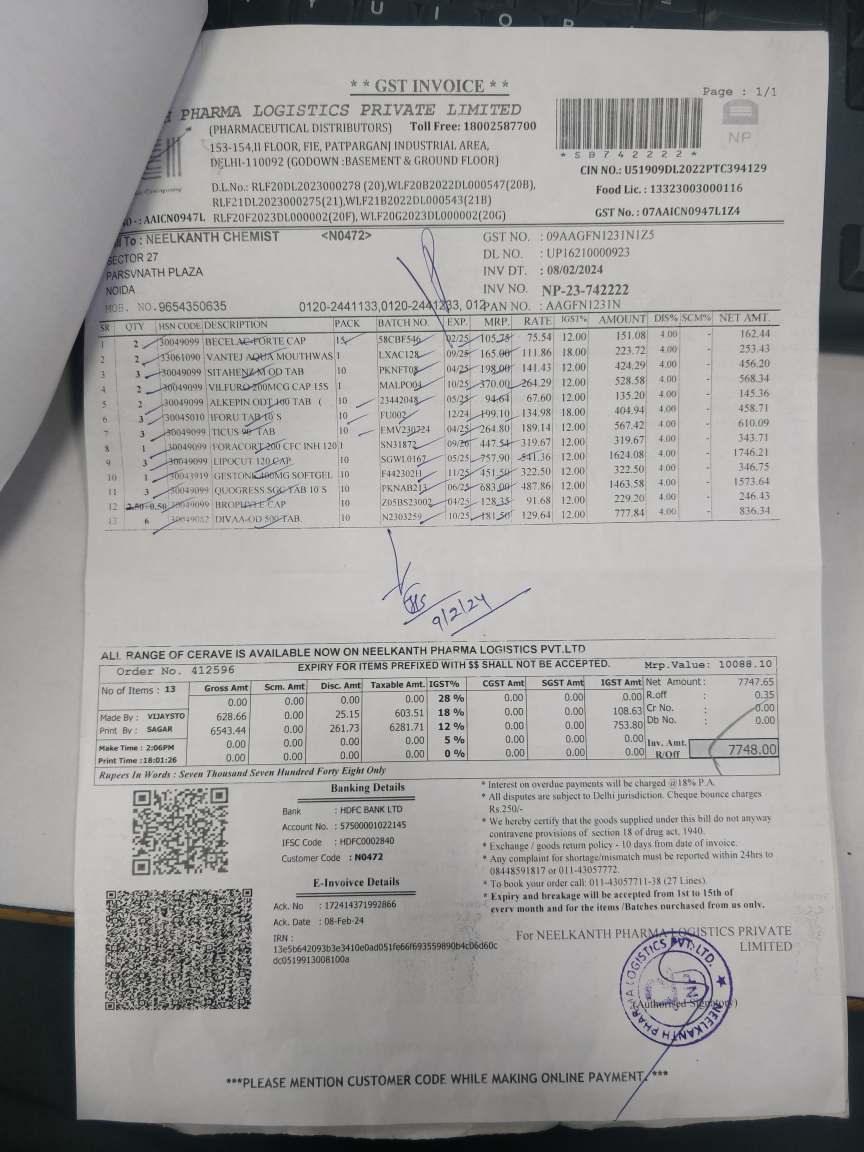 Y U I O P
* * GST INVOICE * *
Page : 1/1
H PHARMA LOGISTICS PRIVATE LIMITED
(PHARMACEUTICAL DISTRIBUTORS) Toll Free: 18002587700
153-154,II FLOOR, FIE, PATPARGANJ INDUSTRIAL AREA,
DELHI-110092 (GODOWN :BASEMENT & GROUND FLOOR)
NP
* S B 7 4 2 2 2 2 *
CIN NO.: U51909DL2022PTC394129
Food Lic. : 13323003000116
GST No. : 07AAICN0947L1Z4
D.L.No.: RLF20DL2023000278 (20),WLF20B2022DL000547(20B),
RLF21DL2023000275(21),WLF21B2022DL000543(21B)
NO-: AAICN0947L RLF20F2023DL000002(20F), WLF20G2023DL000002(20G)
ill To : NEELKANTH CHEMIST <N0472>
SECTOR 27
PARSVNATH PLAZA
NOIDA
MOB. NO.9654350635 0120-2441133,0120-2441233, 012
GST NO. : 09AAGFN1231N1Z5
DL NO. : UP16210000923
INV DT. : 08/02/2024
INV NO. NP-23-742222
PAN NO. : AAGFN1231N
SR QTY HSN CODE DESCRIPTION PACK BATCH NO. EXP. MRP. RATE IGST% AMOUNT DIS% SCM% NET AMT.
1 2 30049099 BECELAC-FORTE CAP 15 58CBF546 02/25 105.75 75.54 12.00 151.08 4.00 - 162.44
2 2 33061090 VANTEJ AQUA MOUTHWAS 1 LXAC128 09/25 165.00 111.86 18.00 223.72 4.00 - 253.43
3 3 30049099 SITAHENZ M OD TAB 10 PKNFT08 04/25 198.00 141.43 12.00 424.29 4.00 - 456.20
4 2 30049099 VILFURO 200MCG CAP 15S 1 MALPO04 10/25 370.00 264.29 12.00 528.58 4.00 - 568.34
5 2 30049099 ALKEPIN ODT 100 TAB ( 10 23442048 05/25 94.64 67.60 12.00 135.20 4.00 - 145.36
6 3 30045010 IFORU TAB 10 S 10 FU002 12/24 199.10 134.98 18.00 404.94 4.00 - 458.71
7 3 30049099 TICUS 90 TAB 10 EMV230724 04/25 264.80 189.14 12.00 567.42 4.00 - 610.09
8 1 30049099 FORACORT 200 CFC INH 120 1 SN31872 09/26 447.54 319.67 12.00 319.67 4.00 - 343.71
9 3 30049099 LIPOCUT 120 CAP 10 SGWL0167 05/25 757.90 541.36 12.00 1624.08 4.00 - 1746.21
10 1 30043919 GESTONE 400MG SOFTGEL 10 F442302H 11/25 451.50 322.50 12.00 322.50 4.00 - 346.75
11 3 30049099 QUOGRESS SGC TAB 10 S 10 PKNAB213 06/25 683.00 487.86 12.00 1463.58 4.00 - 1573.64
12 2.50+0.50 30049099 BROPHYLE CAP 10 Z05BS23002 04/25 128.35 91.68 12.00 229.20 4.00 - 246.43
13 6 30049082 DIVAA-OD 500 TAB. 10 N2303259 10/25 181.50 129.64 12.00 777.84 4.00 - 836.34
9/2/24
ALL RANGE OF CERAVE IS AVAILABLE NOW ON NEELKANTH PHARMA LOGISTICS PVT.LTD
Order No. 412596 EXPIRY FOR ITEMS PREFIXED WITH $$ SHALL NOT BE ACCEPTED. Mrp.Value: 10088.10
No of Items : 13 Gross Amt Scm. Amt Disc. Amt Taxable Amt. IGST% CGST Amt SGST Amt IGST Amt Net Amount: 7747.65
0.00 0.00 0.00 0.00 28 % 0.00 0.00 0.00 R.off : 0.35
Made By : VIJAYSTO 628.66 0.00 25.15 603.51 18 % 0.00 0.00 108.63 Cr No. : 0.00
Print By : SAGAR 6543.44 0.00 261.73 6281.71 12 % 0.00 0.00 753.80 Db No. : 0.00
Make Time : 2:06PM 0.00 0.00 0.00 0.00 5 % 0.00 0.00 0.00 Inv. Amt.
Print Time :18:01:26 0.00 0.00 0.00 0.00 0 % 0.00 0.00 0.00 R/Off 7748.00
Rupees In Words : Seven Thousand Seven Hundred Forty Eight Only
Banking Details
Bank : HDFC BANK LTD
Account No. : 57500001022145
IFSC Code : HDFC0002840
Customer Code : N0472
E-Invoivce Details
Ack. No : 172414371992866
Ack. Date : 08-Feb-24
IRN :
13e5b642093b3e3410e0ad051fe66f693559890b4c06d60c
dc0519913008100a
* Interest on overdue payments will be charged @18% P.A.
* All disputes are subject to Delhi jurisdiction. Cheque bounce charges
Rs.250/-
* We hereby certify that the goods supplied under this bill do not anyway
contravene provisions of section 18 of drug act, 1940.
* Exchange / goods return policy - 10 days from date of invoice.
* Any complaint for shortage/mismatch must be reported within 24hrs to
08448591817 or 011-43057772.
* To book your order call: 011-43057711-38 (27 Lines).
* Expiry and breakage will be accepted from 1st to 15th of
every month and for the items /Batches purchased from us only.
For NEELKANTH PHARMA LOGISTICS PRIVATE
LIMITED
NEELKANTH PHARMA LOGISTICS PVT. LTD.
(Authorised Signatory)
***PLEASE MENTION CUSTOMER CODE WHILE MAKING ONLINE PAYMENT.***